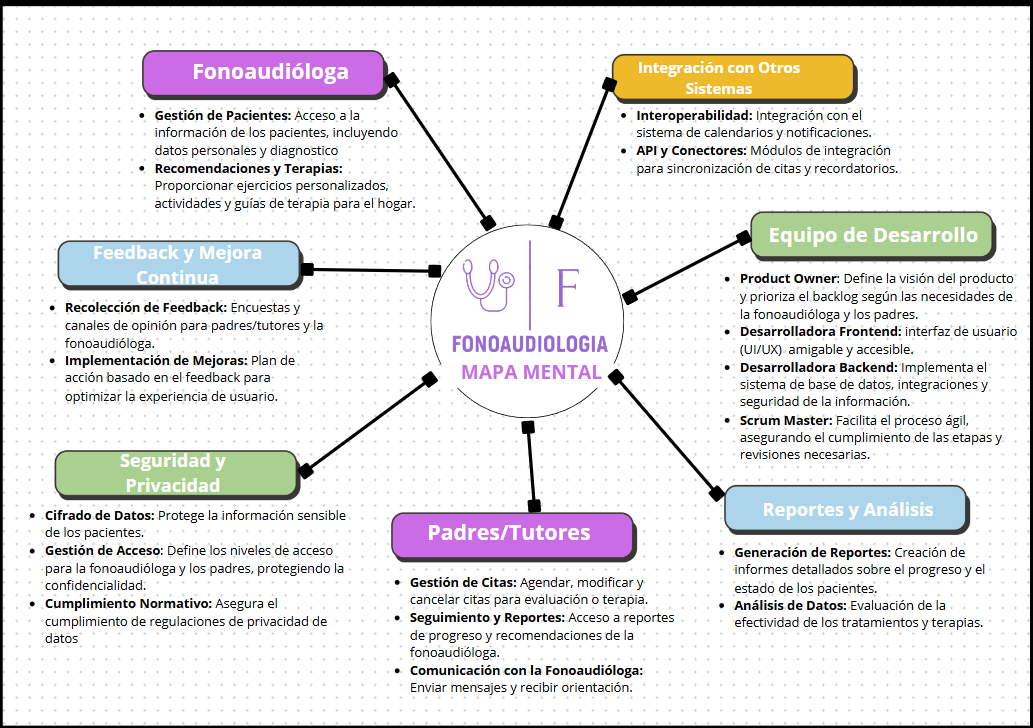 Fonoaudióloga
• Gestión de Pacientes: Acceso a la
información de los pacientes, incluyendo
datos personales y diagnostico
• Recomendaciones y Terapias:
Proporcionar ejercicios personalizados,
actividades y guías de terapia para el hogar.
Integración con Otros
Sistemas
• Interoperabilidad: Integración con el
sistema de calendarios y notificaciones.
• API y Conectores: Módulos de integración
para sincronización de citas y recordatorios.
Feedback y Mejora
Continua
• Recolección de Feedback: Encuestas y
canales de opinión para padres/tutores y la
fonoaudióloga.
• Implementación de Mejoras: Plan de
acción basado en el feedback para
optimizar la experiencia de usuario.
F
FONOAUDIOLOGIA
MAPA MENTAL
Equipo de Desarrollo
• Product Owner: Define la visión del producto
y prioriza el backlog según las necesidades de
la fonoaudióloga y los padres.
• Desarrolladora Frontend: interfaz de usuario
(UI/UX) amigable y accesible.
• Desarrolladora Backend: Implementa el
sistema de base de datos, integraciones y
seguridad de la información.
• Scrum Master: Facilita el proceso ágil,
asegurando el cumplimiento de las etapas y
revisiones necesarias.
Seguridad y
Privacidad
• Cifrado de Datos: Protege la información sensible
de los pacientes.
• Gestión de Acceso: Define los niveles de acceso
para la fonoaudióloga y los padres, protegiendo la
confidencialidad.
• Cumplimiento Normativo: Asegura el
cumplimiento de regulaciones de privacidad de
datos
Padres/Tutores
• Gestión de Citas: Agendar, modificar y
cancelar citas para evaluación o terapia.
• Seguimiento y Reportes: Acceso a reportes
de progreso y recomendaciones de la
fonoaudióloga.
• Comunicación con la Fonoaudióloga:
Enviar mensajes y recibir orientación.
Reportes y Análisis
• Generación de Reportes: Creación de
informes detallados sobre el progreso y el
estado de los pacientes.
• Análisis de Datos: Evaluación de la
efectividad de los tratamientos y terapias.